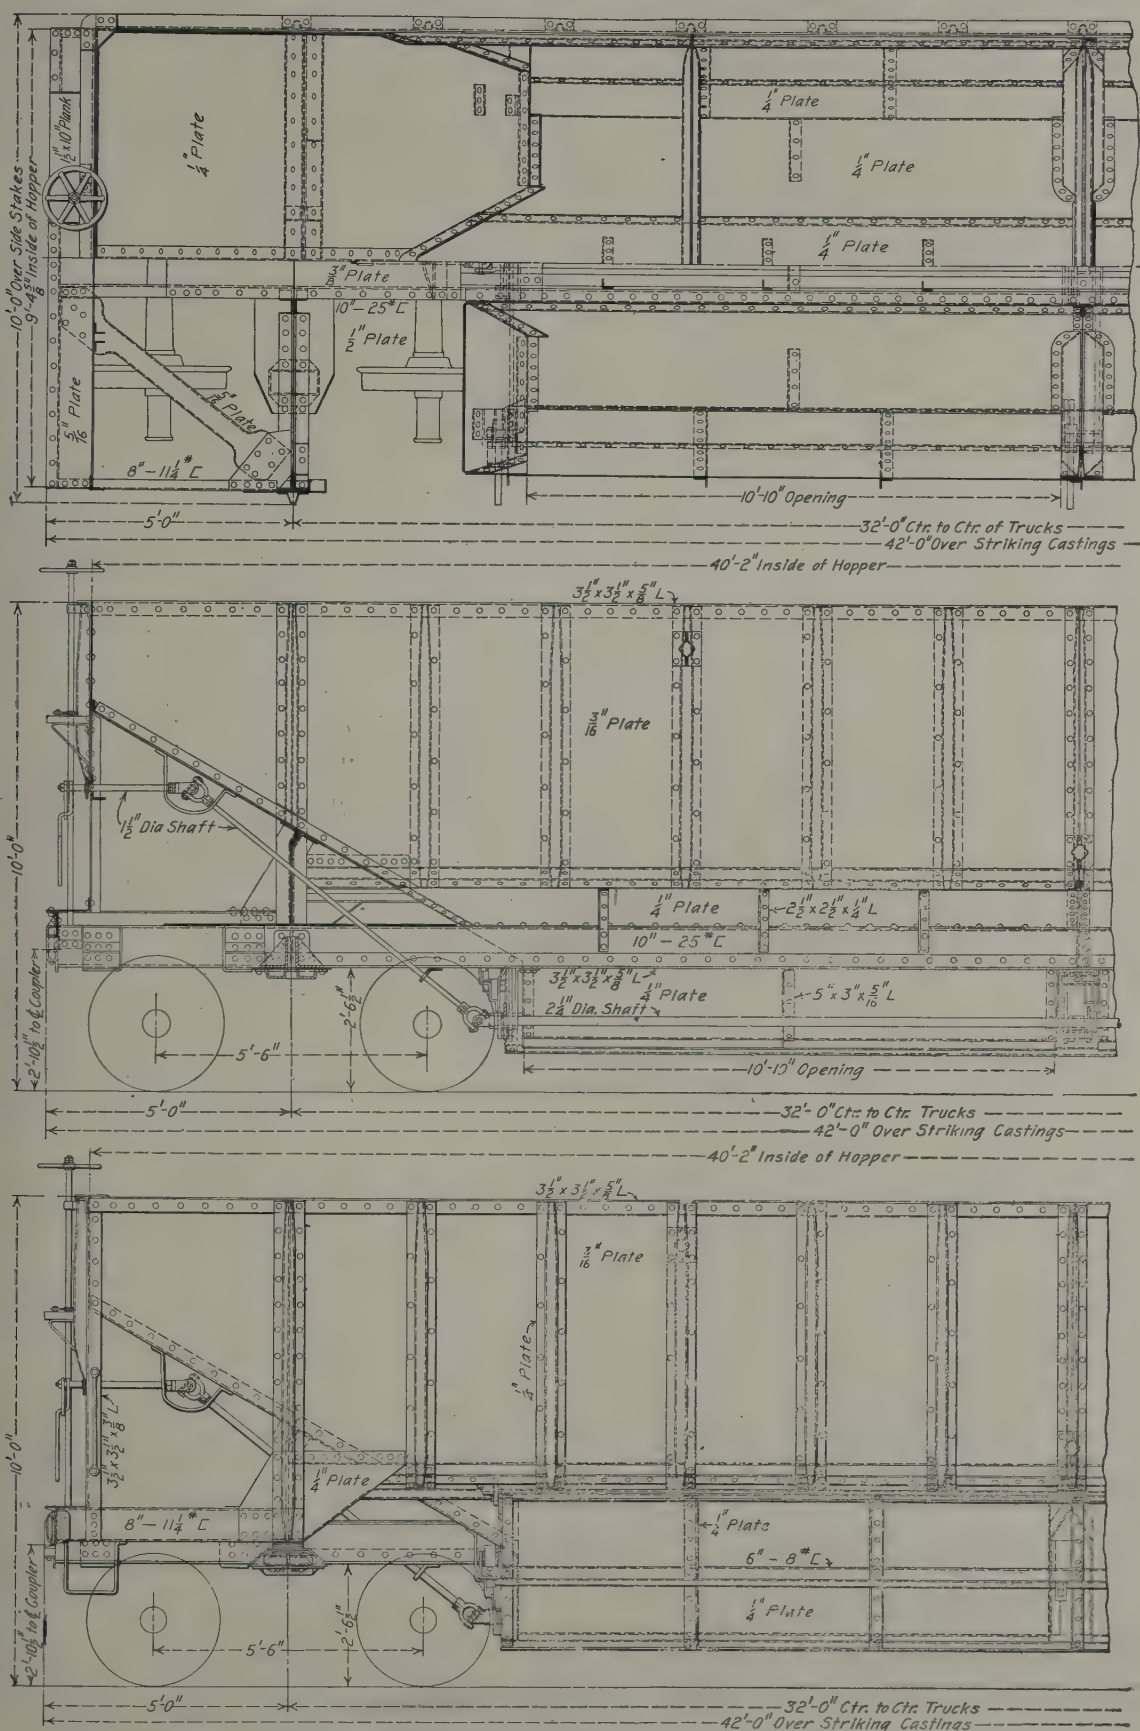 10'-0" Over Side Stakes
9'-4 5/8" Inside of Hopper
1 1/2" x 10" Plank
1/4" Plate
1/4" Plate
1/4" Plate
1/4" Plate
3/8" Plate
10"-25# C
1/2" Plate
5/16" Plate
5/16" Plate
8"-11 1/4# C
10'-10" Opening
5'-0"
32'-0" Ctr. to Ctr. of Trucks
42'-0" Over Striking Castings
40'-2" Inside of Hopper
3 1/2" x 3 1/2" x 5/8" L
3/16" Plate
1 1/2" Dia Shaft
10'-0"
1/4" Plate
2 1/2" x 2 1/2" x 1/4" L
10"-25# C
3 1/2" x 3 1/2" x 5/8" L
1/4" Plate
5" x 3" x 5/16" L
2 1/4" Dia. Shaft
2'-10 1/2" to ℄ Coupler
2'-6 1/2"
5'-6"
10'-10" Opening
5'-0"
32'-0" Ctr. to Ctr. Trucks
42'-0" Over Striking Castings
40'-2" Inside of Hopper
3 1/2" x 3 1/2" x 5/8" L
3/16" Plate
1/4" Plate
10'-0"
3 1/2" x 3 1/2" x 3/8" L
1/4" Plate
8"-11 1/4# C
1/4" Plate
6"-8# C
1/4" Plate
2'-10 1/2" to ℄ Coupler
2'-6 1/2"
5'-6"
5'-0"
32'-0" Ctr. to Ctr. Trucks
42'-0" Over Striking Castings